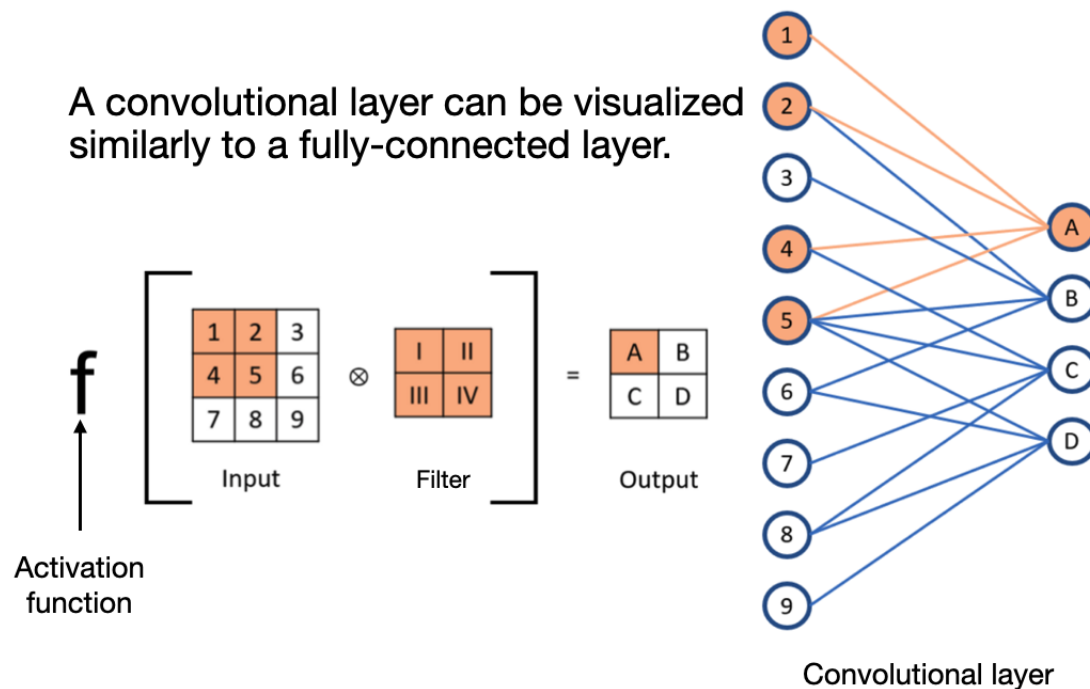 A convolutional layer can be visualized
similarly to a fully-connected layer.
f
1 2 3
4 5 6
7 8 9
Input
⊗
I II
III IV
Filter
=
A B
C D
Output
Activation
function
1
2
3
4
5
6
7
8
9
A
B
C
D
Convolutional layer